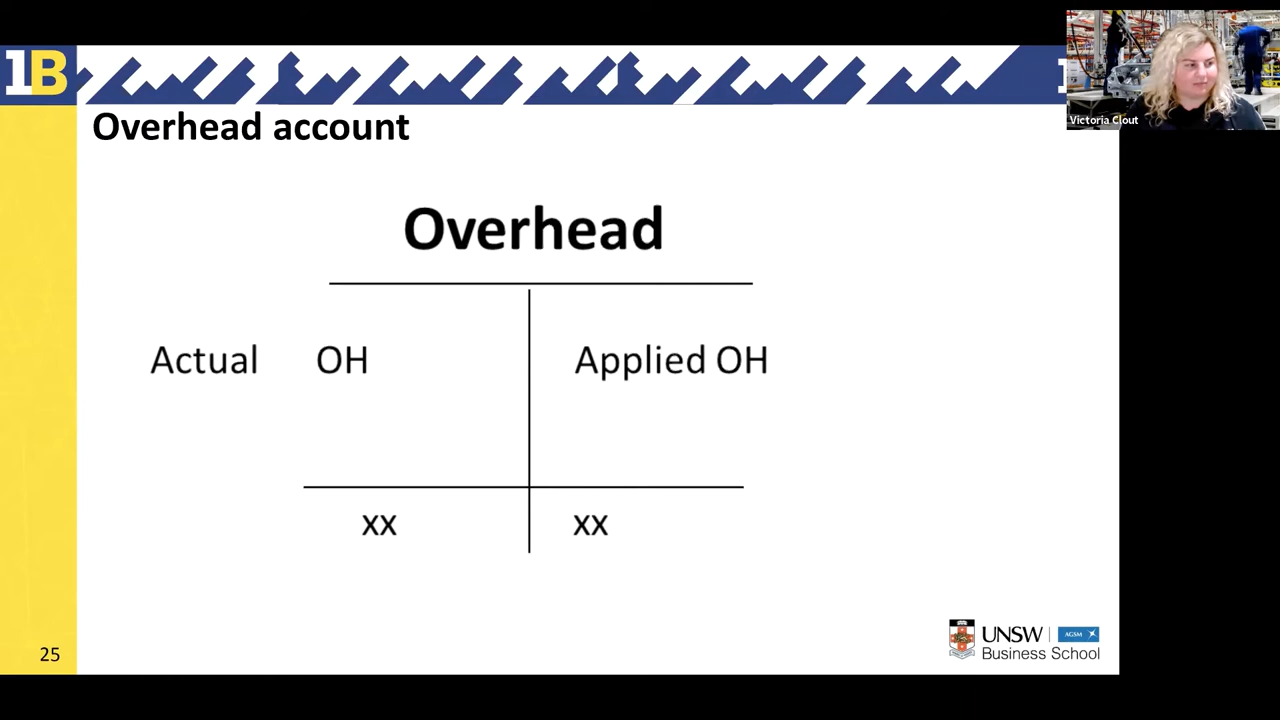 1B
Victoria Clout
Overhead account
Overhead
Actual OH
Applied OH
xx
xx
UNSW
AGSM
Business School
25